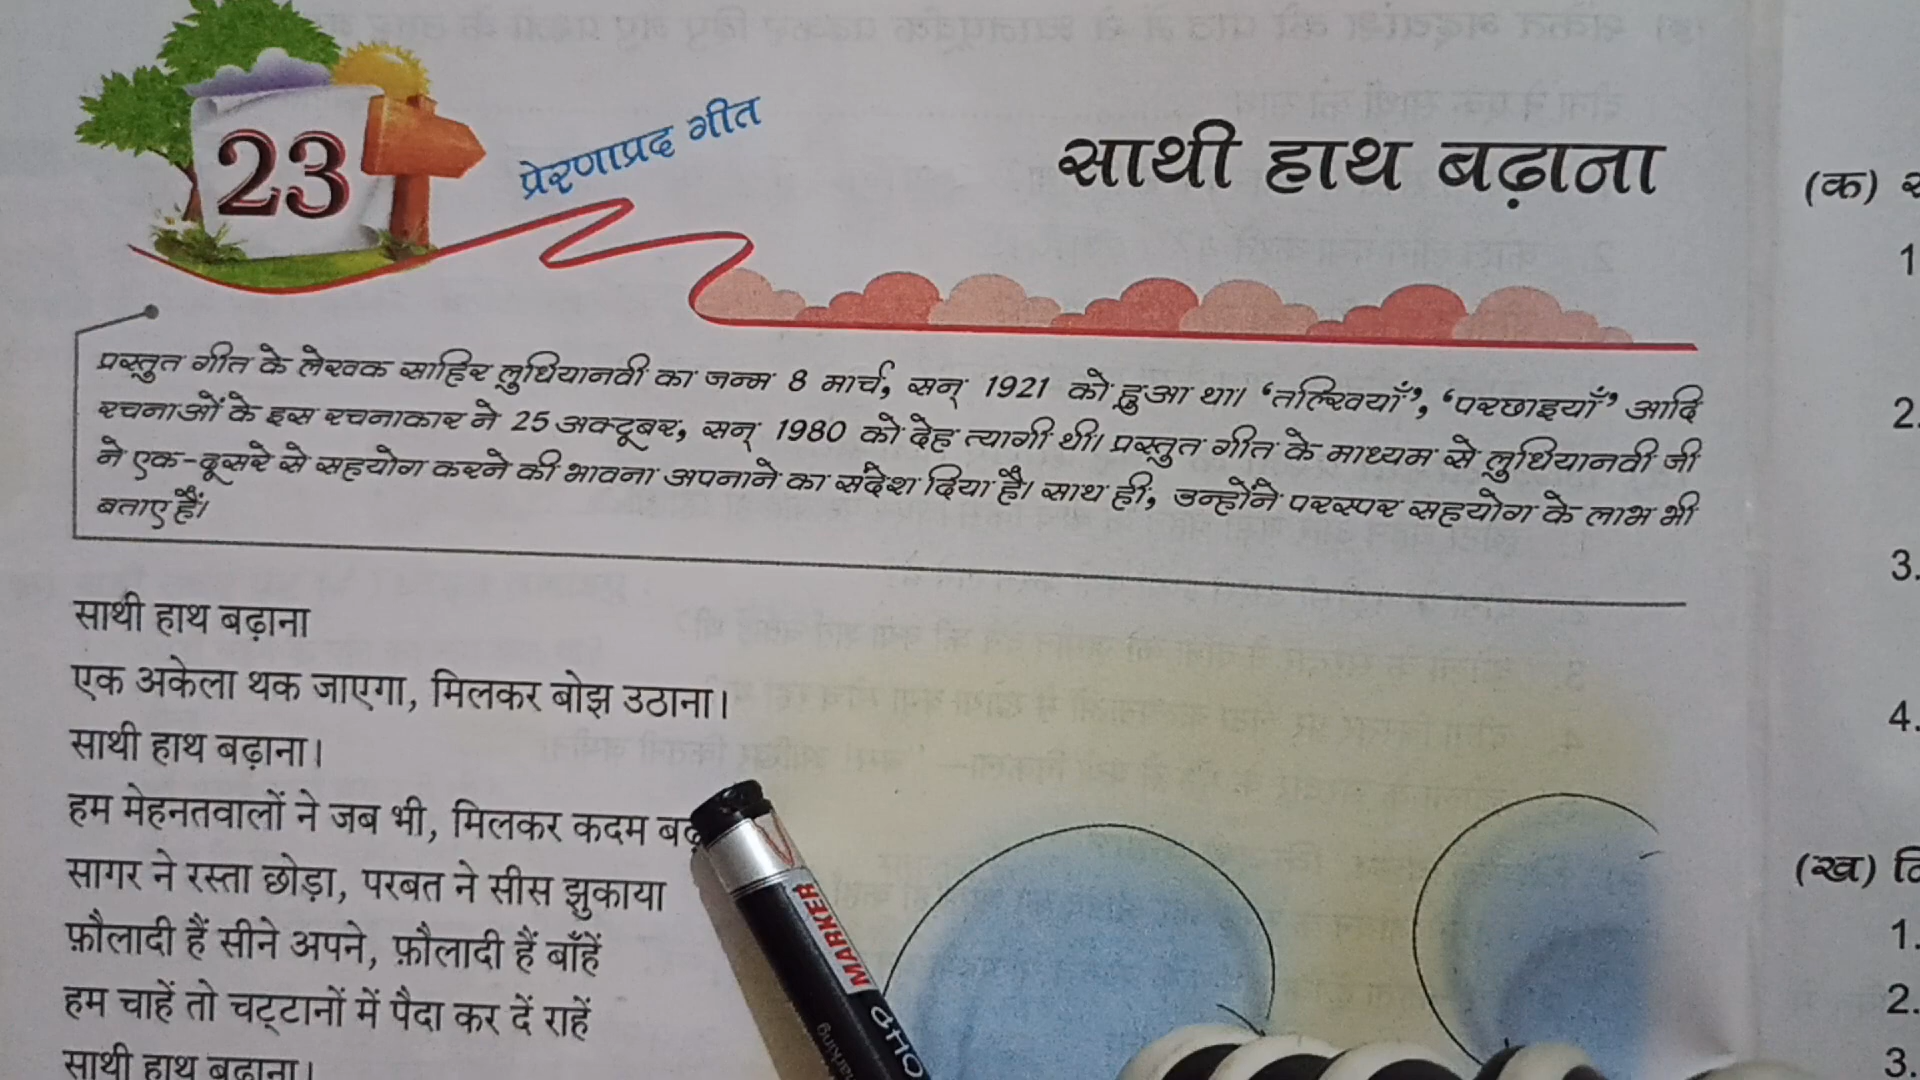 23
प्रेरणाप्रद गीत
साथी हाथ बढ़ाना
प्रस्तुत गीत के लेखक साहिर लुधियानवी का जन्म 8 मार्च, सन् 1921 को हुआ था। ‘तल्खियाँ’, ‘परछाइयाँ’ आदि
रचनाओं के इस रचनाकार ने 25 अक्टूबर, सन् 1980 को देह त्यागी थी। प्रस्तुत गीत के माध्यम से लुधियानवी जी
ने एक-दूसरे से सहयोग करने की भावना अपनाने का संदेश दिया है। साथ ही, उन्होंने परस्पर सहयोग के लाभ भी
बताए हैं।
साथी हाथ बढ़ाना
एक अकेला थक जाएगा, मिलकर बोझ उठाना।
साथी हाथ बढ़ाना।
हम मेहनतवालों ने जब भी, मिलकर कदम
सागर ने रस्ता छोड़ा, परबत ने सीस झुकाया
फ़ौलादी हैं सीने अपने, फ़ौलादी हैं बाँहें
हम चाहें तो चट्टानों में पैदा कर दें राहें
साथी हाथ बढ़ाना।
MARKER
(क)
1
2.
3.
4.
(ख)
1.
2.
3.